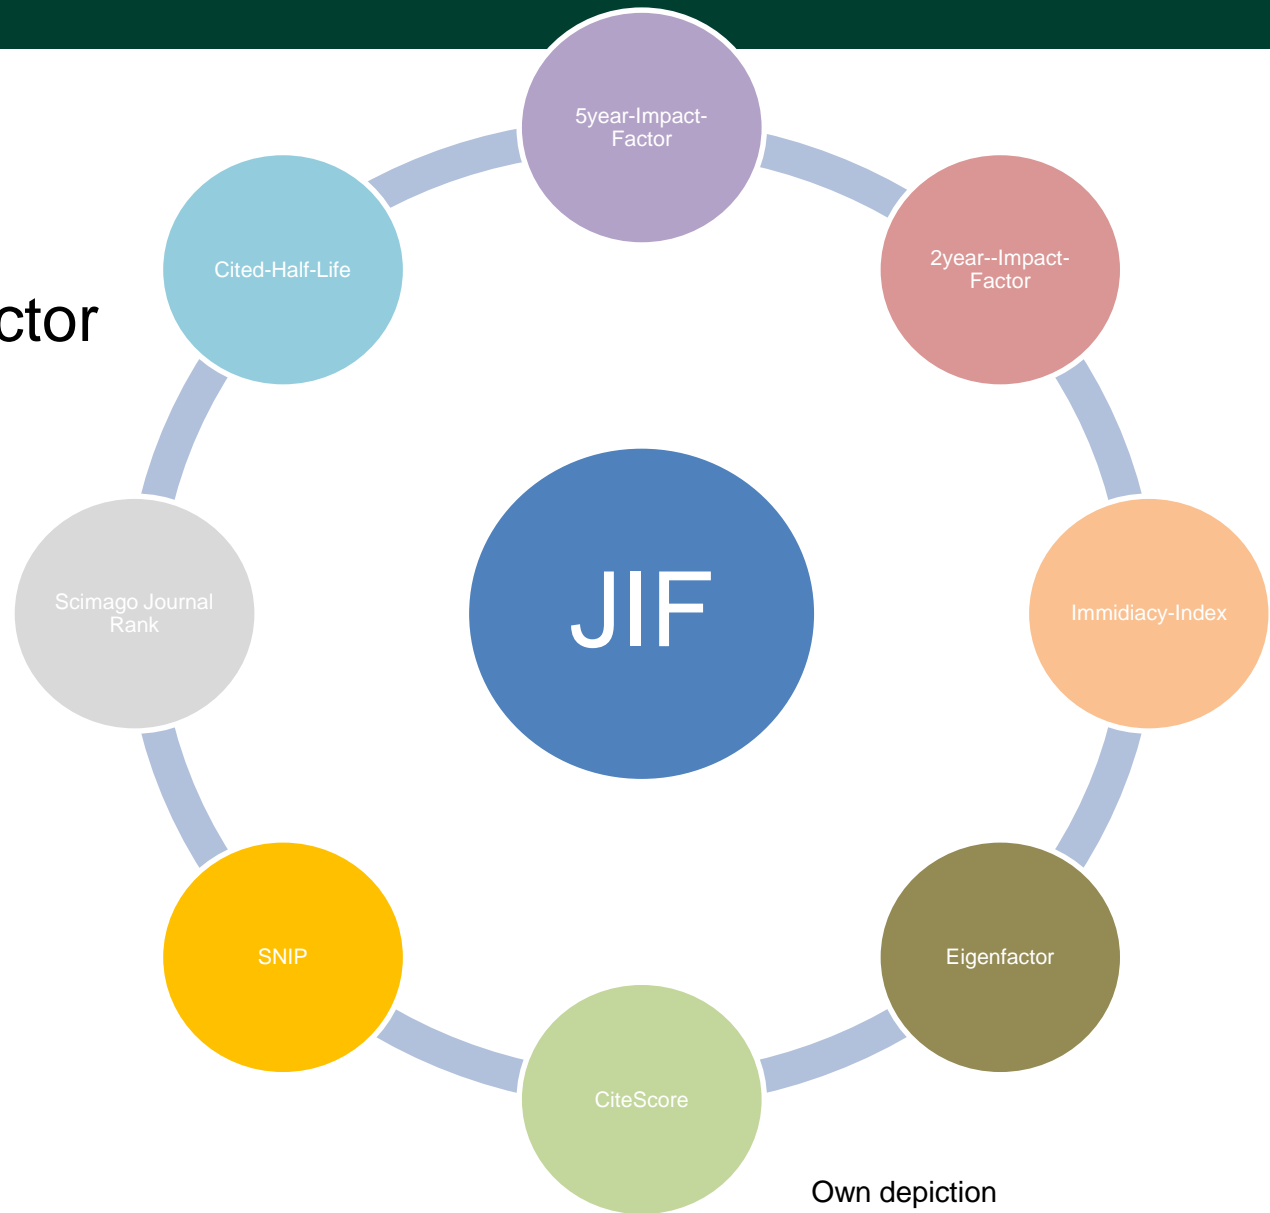 5year-Impact-
Factor
2year--Impact-
Factor
Cited-Half-Life
ctor
Scimago Journal
Rank
JIF
Immidiacy-Index
SNIP
Eigenfactor
CiteScore
Own depiction